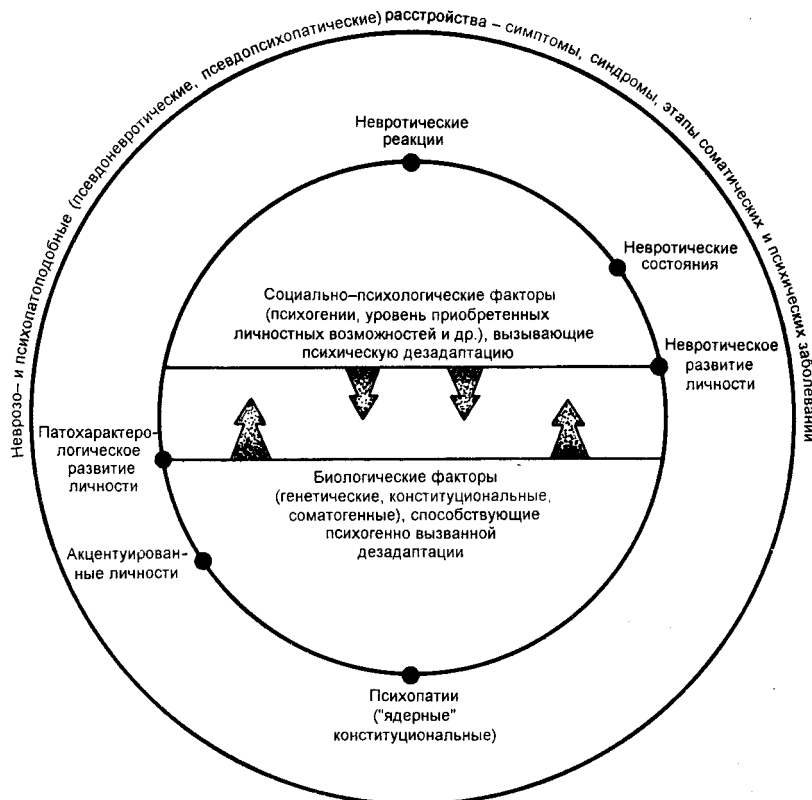 Неврозо– и психопатоподобные (псевдоневротические, псевдопсихопатические) расстройства – симптомы, синдромы, этапы соматических и психических заболеваний
Невротические
реакции
Невротические
состояния
Социально–психологические факторы
(психогении, уровень приобретенных
личностных возможностей и др.), вызывающие
психическую дезадаптацию
Невротическое
развитие
личности
Патохарактеро-
логическое
развитие
личности
Биологические факторы
(генетические, конституциональные,
соматогенные), способствующие
психогенно вызванной
дезадаптации
Акцентуирован-
ные личности
Психопатии
("ядерные"
конституциональные)